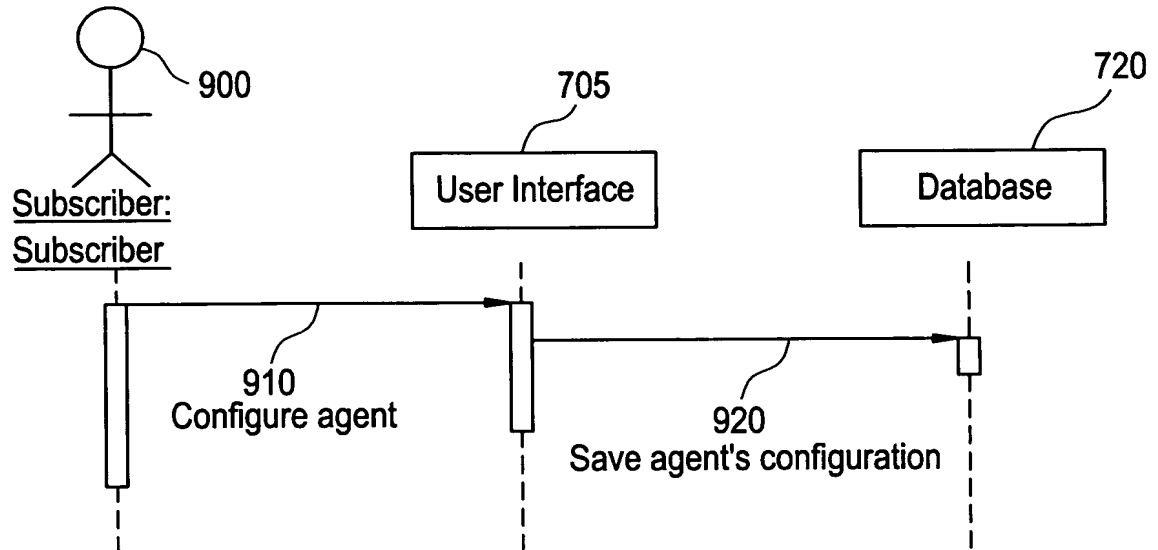 900
705
720
User Interface
Database
Subscriber:
Subscriber
910
Configure agent
920
Save agent's configuration